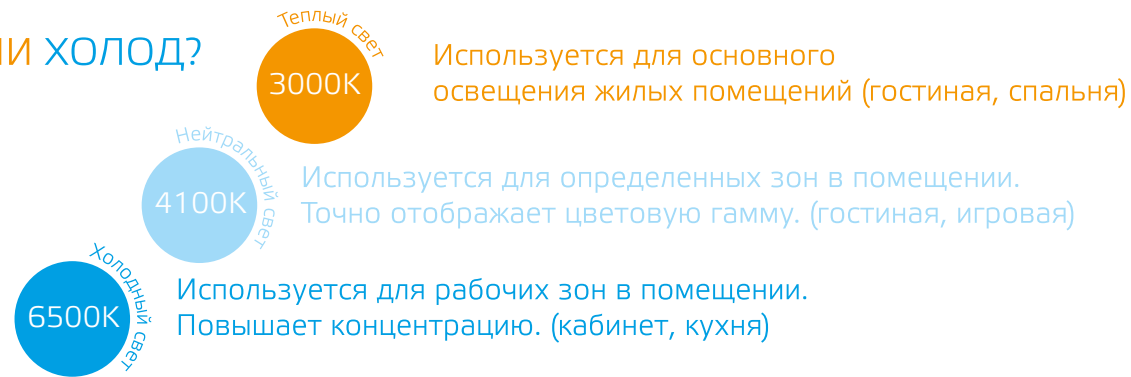 ИИ ХОЛОД?
Теплый свет
3000K
Используется для основного
освещения жилых помещений (гостиная, спальня)
Нейтральный свет
4100K
Используется для определенных зон в помещении.
Точно отображает цветовую гамму. (гостиная, игровая)
Холодный свет
6500K
Используется для рабочих зон в помещении.
Повышает концентрацию. (кабинет, кухня)